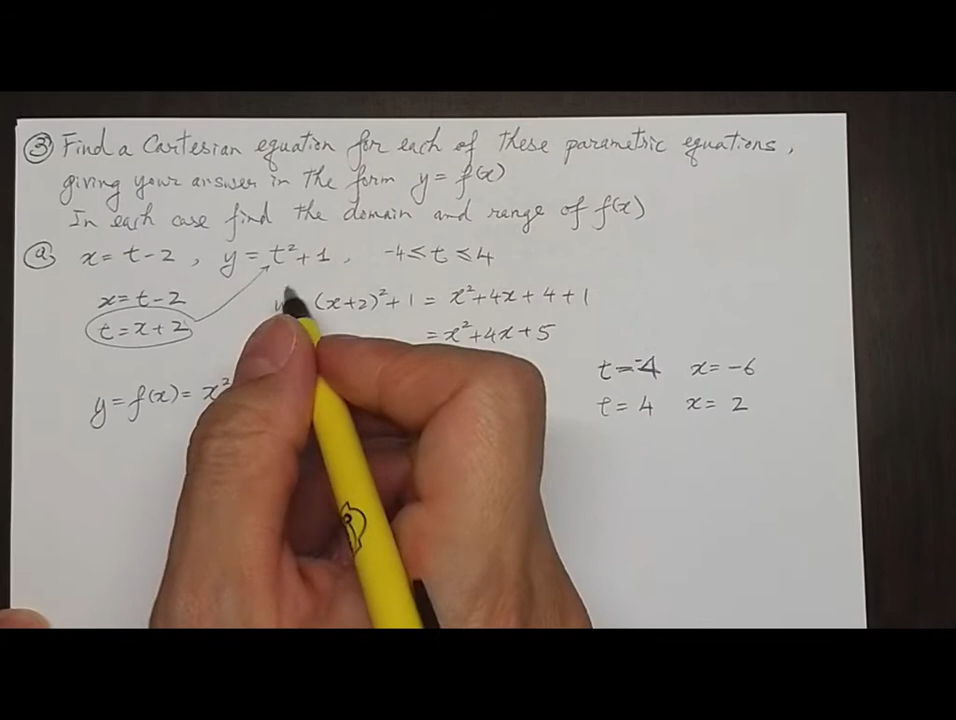 ③ Find a Cartesian equation for each of these parametric equations,
giving your answer in the form y = f(x)
In each case find the domain and range of f(x)
ⓐ x = t - 2 , y = t² + 1 , -4 ≤ t ≤ 4
x = t - 2
t = x + 2
(x+2)² + 1 = x² + 4x + 4 + 1
= x² + 4x + 5
t = -4 x = -6
t = 4 x = 2
y = f(x) = x²